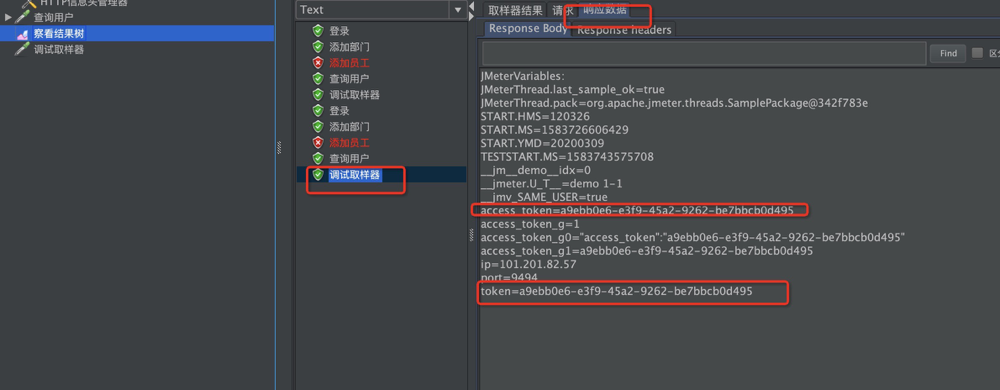 HTTP信息头管理器
查询用户
察看结果树
调试取样器
Text
登录
添加部门
添加员工
查询用户
调试取样器
登录
添加部门
添加员工
查询用户
调试取样器
取样器结果 请求 响应数据
Response Body Response headers
Find
JMeterVariables:
JMeterThread.last_sample_ok=true
JMeterThread.pack=org.apache.jmeter.threads.SamplePackage@342f783e
START.HMS=120326
START.MS=1583726606429
START.YMD=20200309
TESTSTART.MS=1583743575708
__jm__demo__idx=0
__jmeter.U_T__=demo 1-1
__jmv_SAME_USER=true
access_token=a9ebb0e6-e3f9-45a2-9262-be7bbcb0d495
access_token_g=1
access_token_g0="access_token":"a9ebb0e6-e3f9-45a2-9262-be7bbcb0d495"
access_token_g1=a9ebb0e6-e3f9-45a2-9262-be7bbcb0d495
ip=101.201.82.57
port=9494
token=a9ebb0e6-e3f9-45a2-9262-be7bbcb0d495